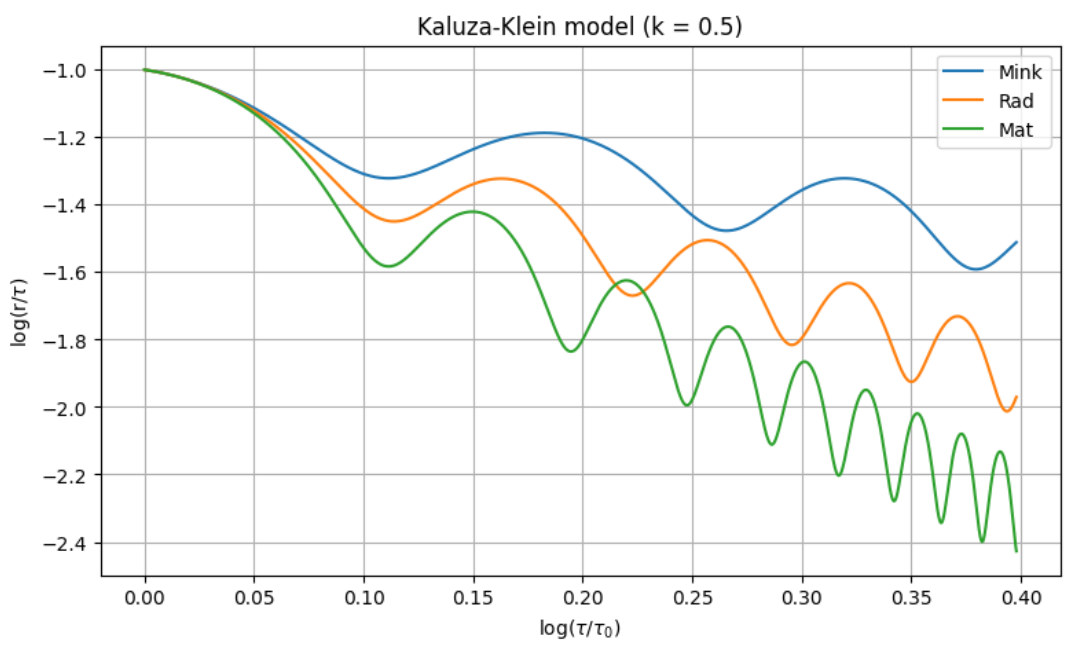 Kaluza-Klein model (k = 0.5)
Mink
Rad
Mat
−1.0
−1.2
−1.4
−1.6
−1.8
−2.0
−2.2
−2.4
log(r/τ)
0.00 0.05 0.10 0.15 0.20 0.25 0.30 0.35 0.40
log(τ/τ₀)